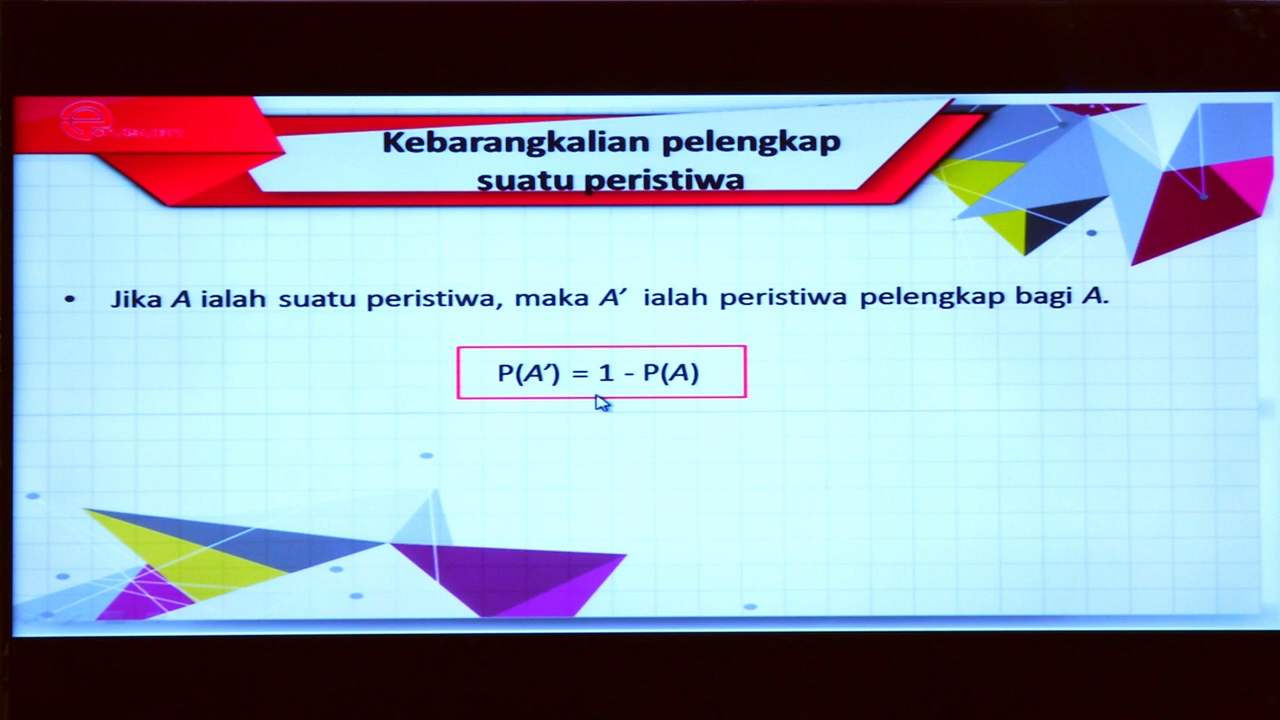 Kebarangkalian pelengkap
suatu peristiwa
• Jika A ialah suatu peristiwa, maka A′ ialah peristiwa pelengkap bagi A.
P(A′) = 1 - P(A)